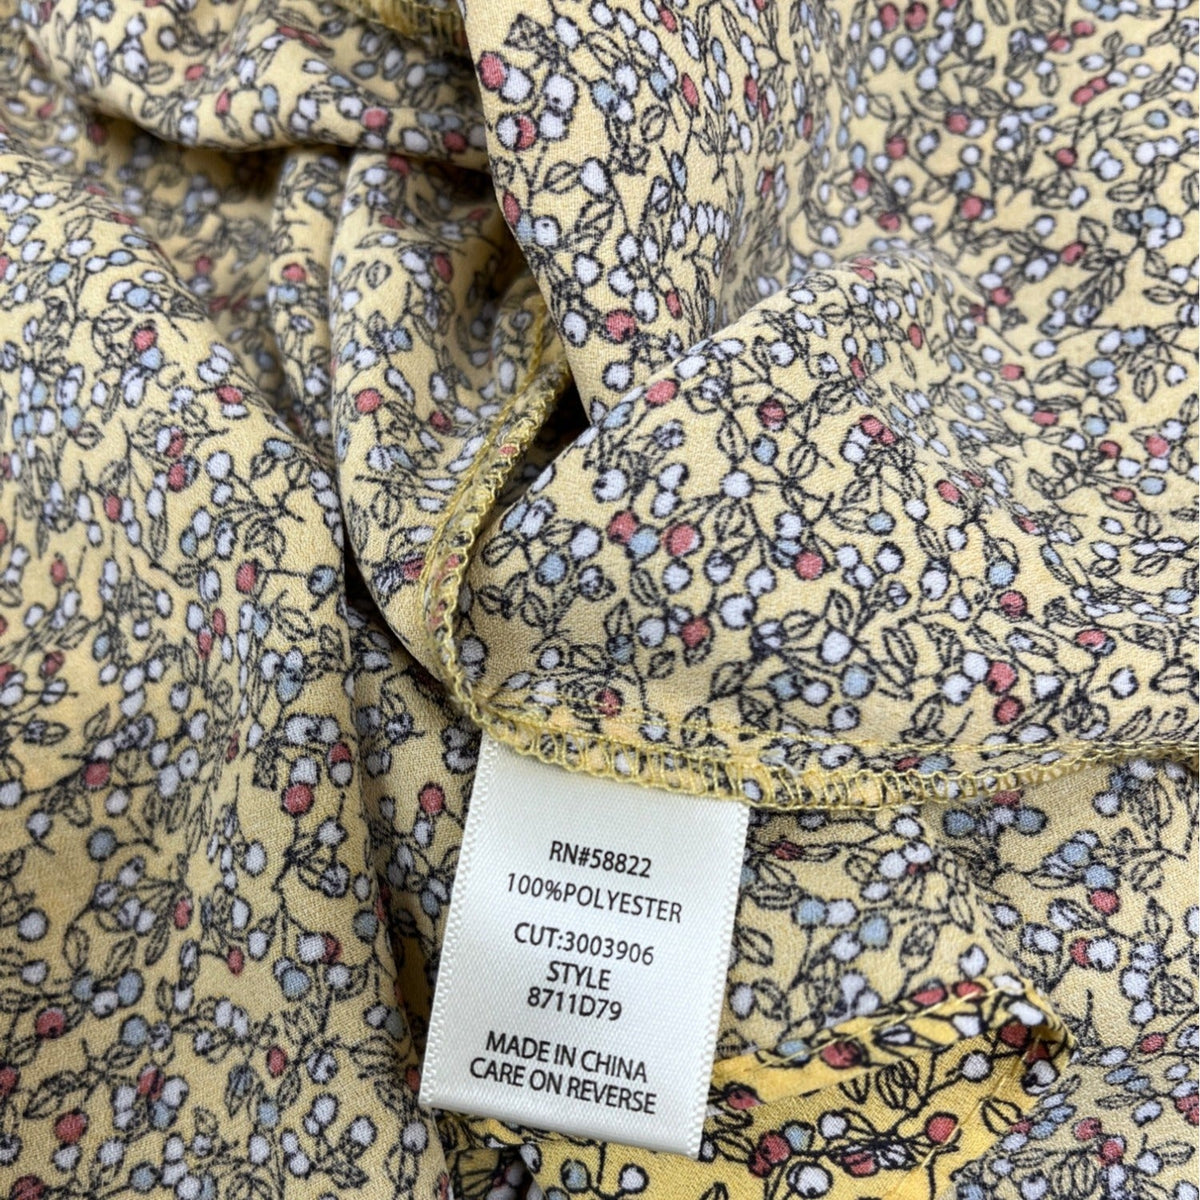 RN#58822
100%POLYESTER
CUT:3003906
STYLE
8711D79
MADE IN CHINA
CARE ON REVERSE